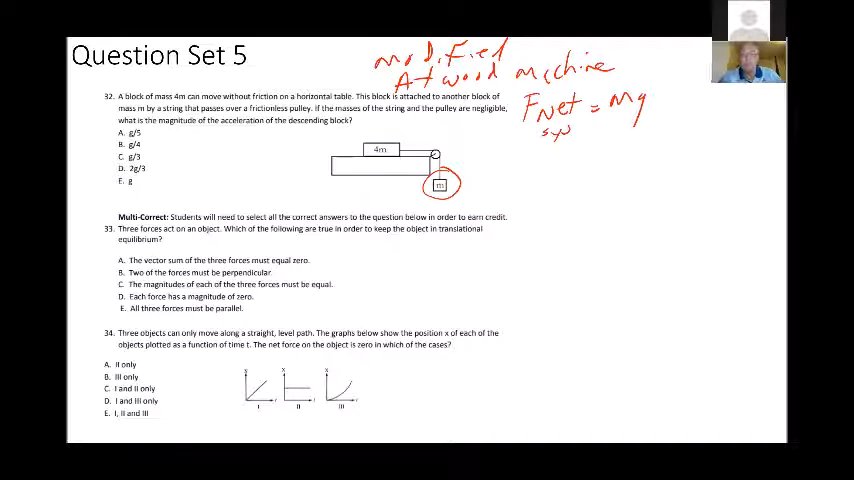 Question Set 5
modified
Atwood machine
FNet = mg
sys
32. A block of mass 4m can move without friction on a horizontal table. This block is attached to another block of
mass m by a string that passes over a frictionless pulley. If the masses of the string and the pulley are negligible,
what is the magnitude of the acceleration of the descending block?
A. g/5
B. g/4
C. g/3
D. 2g/3
E. g
4m
m
Multi-Correct: Students will need to select all the correct answers to the question below in order to earn credit.
33. Three forces act on an object. Which of the following are true in order to keep the object in translational
equilibrium?
A. The vector sum of the three forces must equal zero.
B. Two of the forces must be perpendicular.
C. The magnitudes of each of the three forces must be equal.
D. Each force has a magnitude of zero.
E. All three forces must be parallel.
34. Three objects can only move along a straight, level path. The graphs below show the position x of each of the
objects plotted as a function of time t. The net force on the object is zero in which of the cases?
A. II only
B. III only
C. I and II only
D. I and III only
E. I, II and III
x x x
t t t
I II III